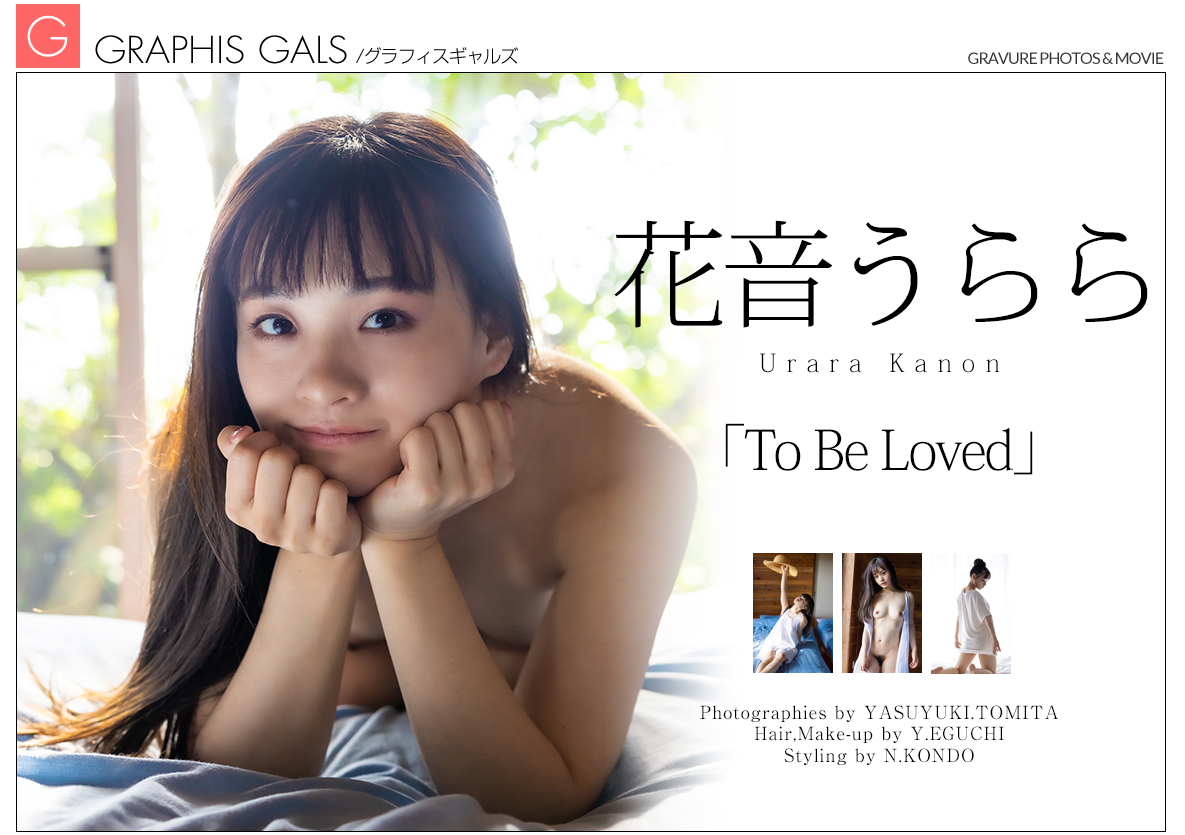 G
GRAPHIS GALS /グラフィスギャルズ
GRAVURE PHOTOS & MOVIE
花音うらら
Urara Kanon
「To Be Loved」
Photographies by YASUYUKI.TOMITA
Hair,Make-up by Y.EGUCHI
Styling by N.KONDO